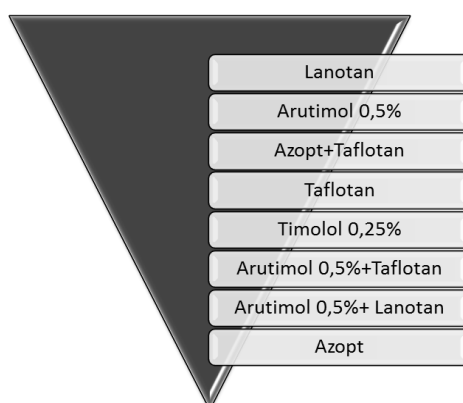 Lanotan
Arutimol 0,5%
Azopt+Taflotan
Taflotan
Timolol 0,25%
Arutimol 0,5%+Taflotan
Arutimol 0,5%+ Lanotan
Azopt